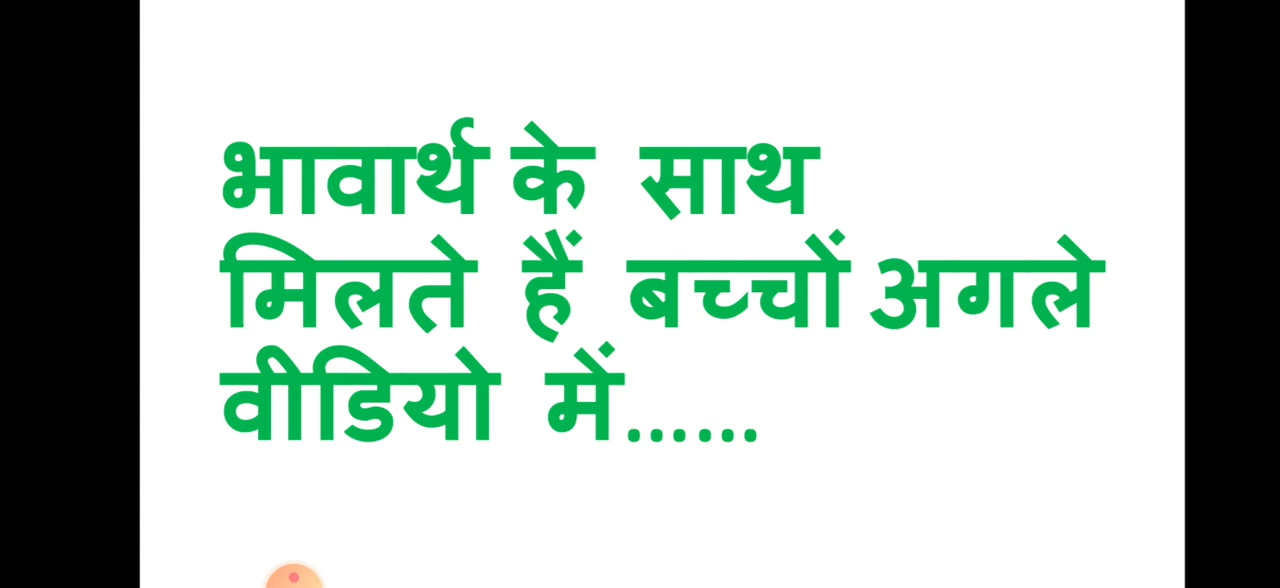 भावार्थ के साथ
मिलते हैं बच्चों अगले
वीडियो में......